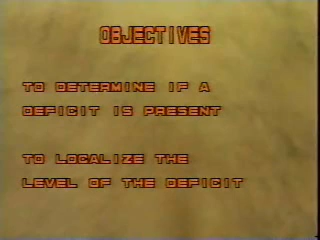 OBJECTIVES
TO DETERMINE IF A
DEFICIT IS PRESENT
TO LOCALIZE THE
LEVEL OF THE DEFICIT